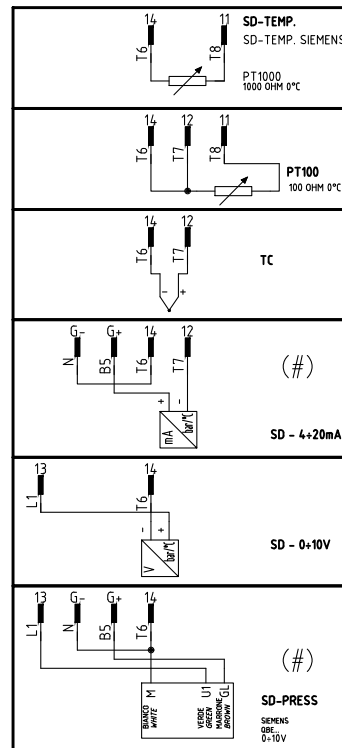 14 11 SD-TEMP.
SD-TEMP. SIEMENS
T6 T8
PT1000
1000 OHM 0°C
14 12 11
T6 T7 T8
PT100
100 OHM 0°C
14 12
T6 T7
TC
- +
G- G+ 14 12
N B5 T6 T7
(#)
+ -
mA bar/°C
SD - 4÷20mA
13 14
L1 T6
- +
V bar/°C
SD - 0÷10V
13 G- G+ 14
L1 N B5 T6
(#)
M U1 GL
BIANCO
WHITE
VERDE
GREEN
MARRONE
BROWN
SD-PRESS
SIEMENS
QBE...
0÷10V